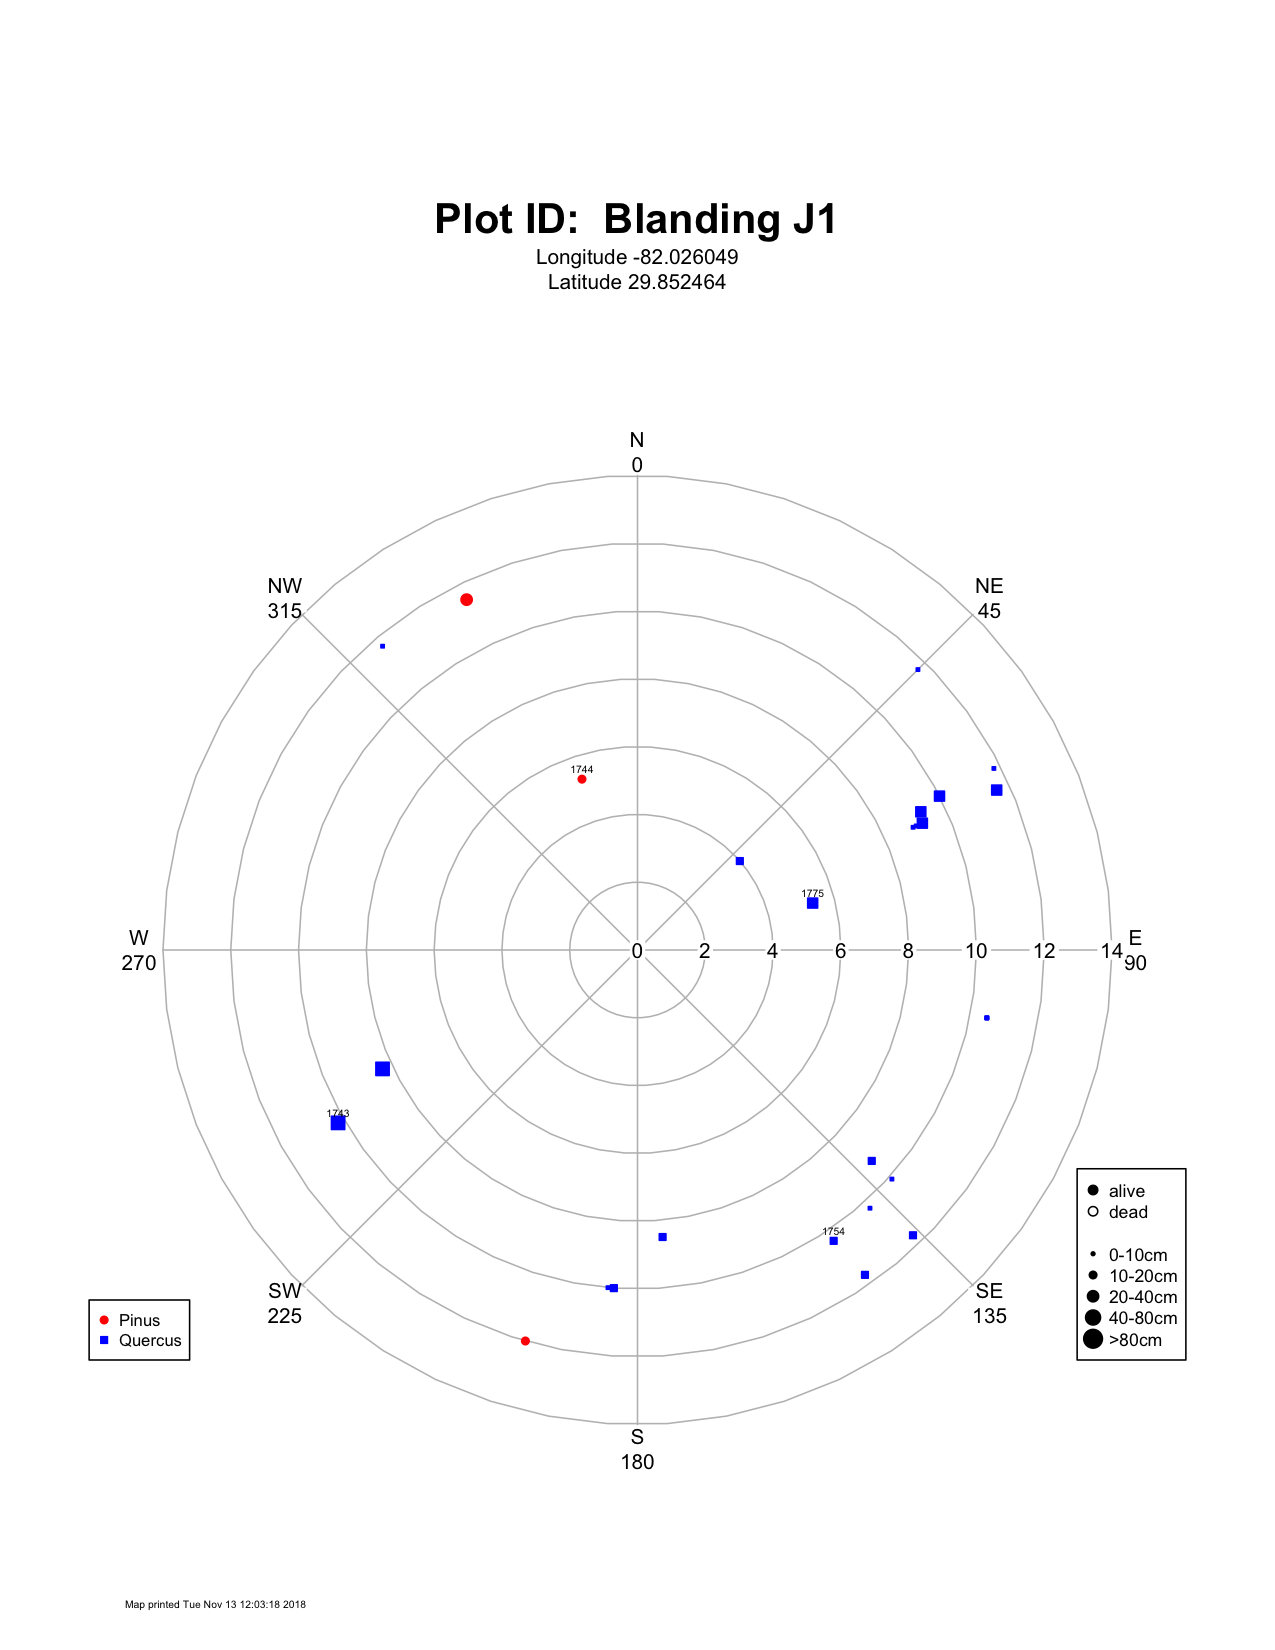 Plot ID:  Blanding J1
Longitude -82.026049
Latitude 29.852464
N
0
NW
315
NE
45
1744
1775
W
270
0 2 4 6 8 10 12 14
E
90
1743
1754
SW
225
SE
135
S
180
Pinus
Quercus
alive
dead
0-10cm
10-20cm
20-40cm
40-80cm
>80cm
Map printed Tue Nov 13 12:03:18 2018